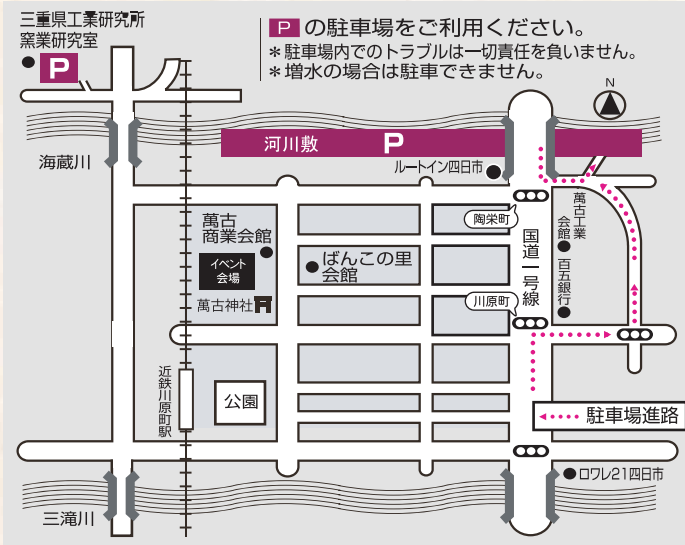 三重県工業研究所
窯業研究室
P
P の駐車場をご利用ください。
＊駐車場内でのトラブルは一切責任を負いません。
＊増水の場合は駐車できません。
N
海蔵川
河川敷 P
ルートイン四日市
陶栄町
萬古工業
会館
萬古
商業会館
イベント
会場
ばんこの里
会館
国道一号線
百五銀行
萬古神社
川原町
近鉄川原町駅
公園
駐車場進路
ロワレ21四日市
三滝川